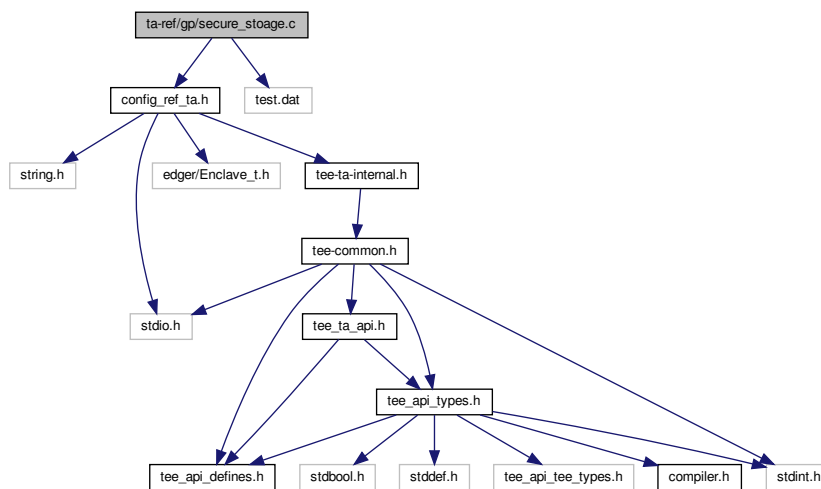 ta-ref/gp/secure_stoage.c
config_ref_ta.h
test.dat
string.h
edger/Enclave_t.h
tee-ta-internal.h
tee-common.h
stdio.h
tee_ta_api.h
tee_api_types.h
tee_api_defines.h
stdbool.h
stddef.h
tee_api_tee_types.h
compiler.h
stdint.h